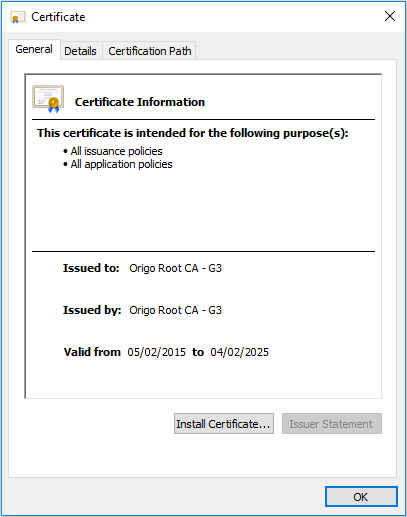 Certificate
General Details Certification Path
Certificate Information
This certificate is intended for the following purpose(s):
• All issuance policies
• All application policies
Issued to: Origo Root CA - G3
Issued by: Origo Root CA - G3
Valid from 05/02/2015 to 04/02/2025
Install Certificate... Issuer Statement
OK